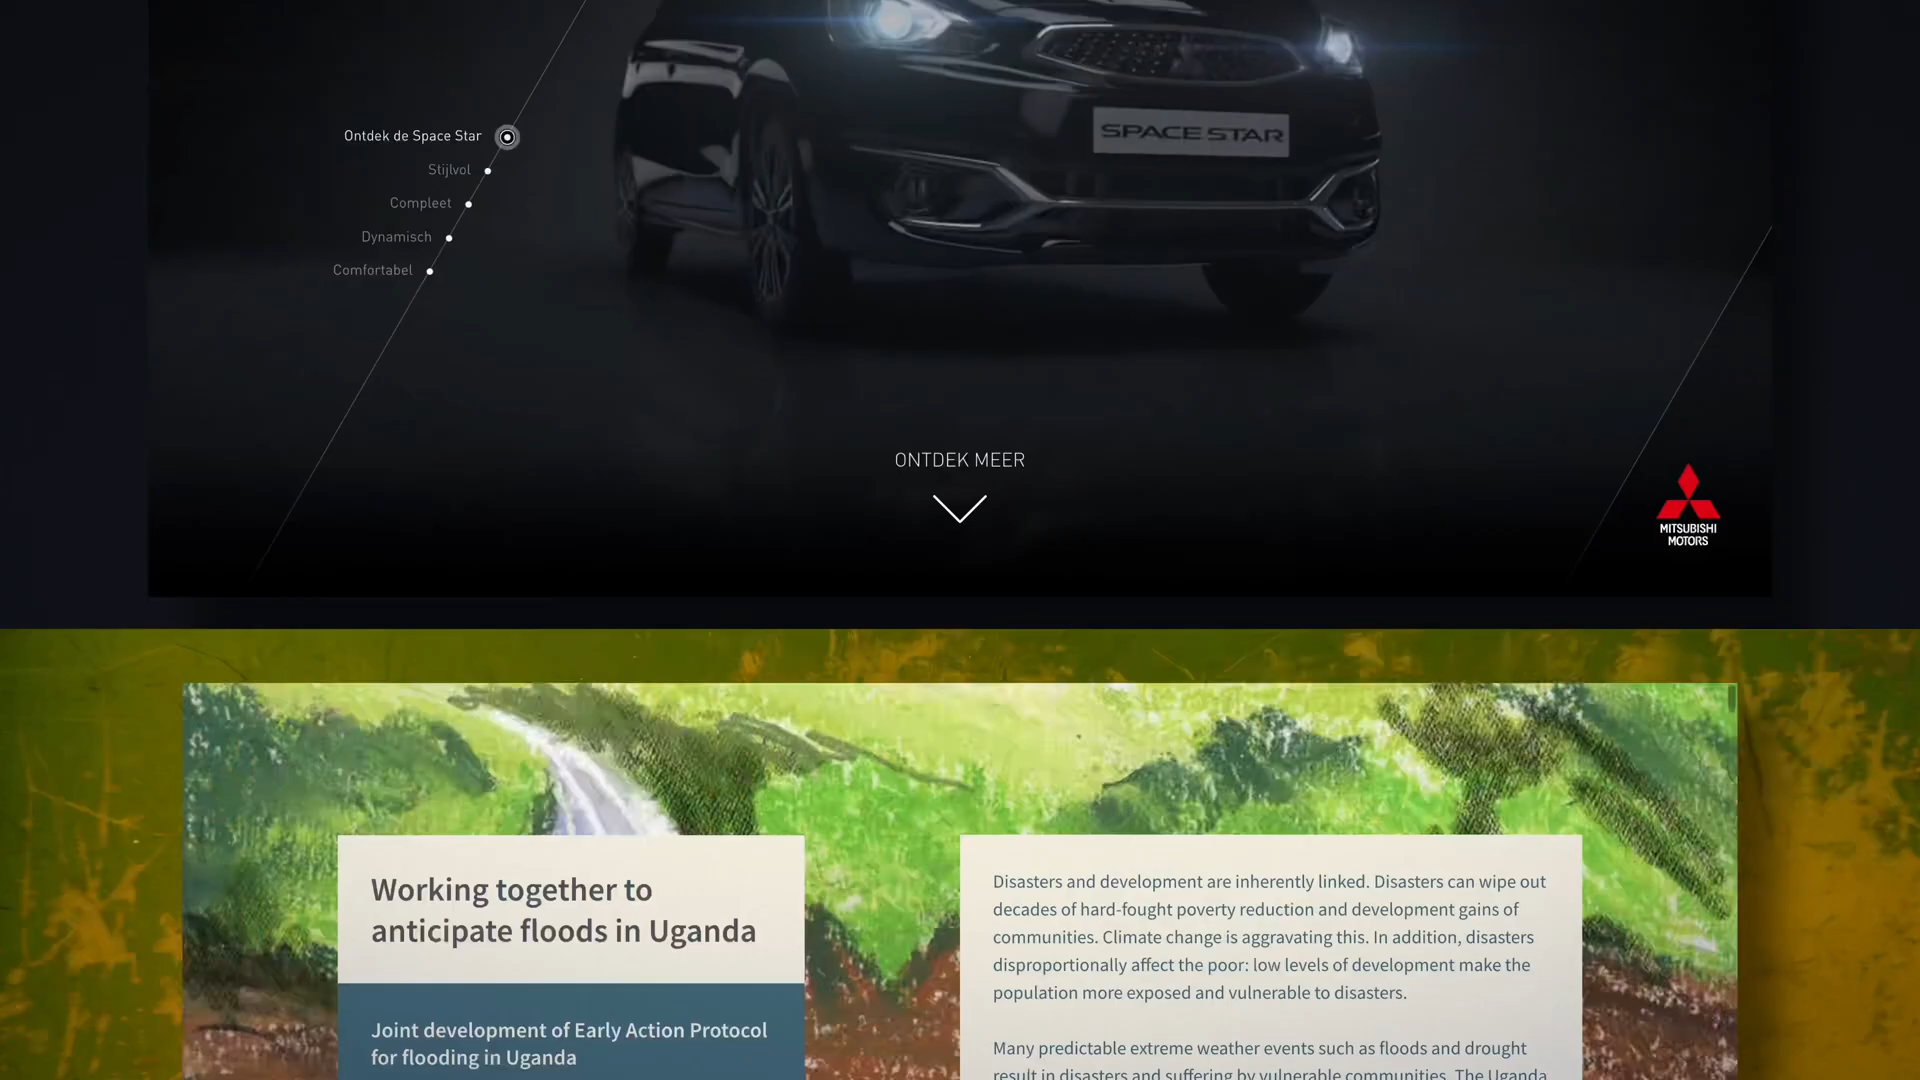 SPACE STAR
Ontdek de Space Star
Stijlvol
Compleet
Dynamisch
Comfortabel
ONTDEK MEER
MITSUBISHI
MOTORS
Working together to
anticipate floods in Uganda
Joint development of Early Action Protocol
for flooding in Uganda
Disasters and development are inherently linked. Disasters can wipe out
decades of hard-fought poverty reduction and development gains of
communities. Climate change is aggravating this. In addition, disasters
disproportionally affect the poor: low levels of development make the
population more exposed and vulnerable to disasters.
Many predictable extreme weather events such as floods and drought
result in disasters and suffering by vulnerable communities. The Uganda